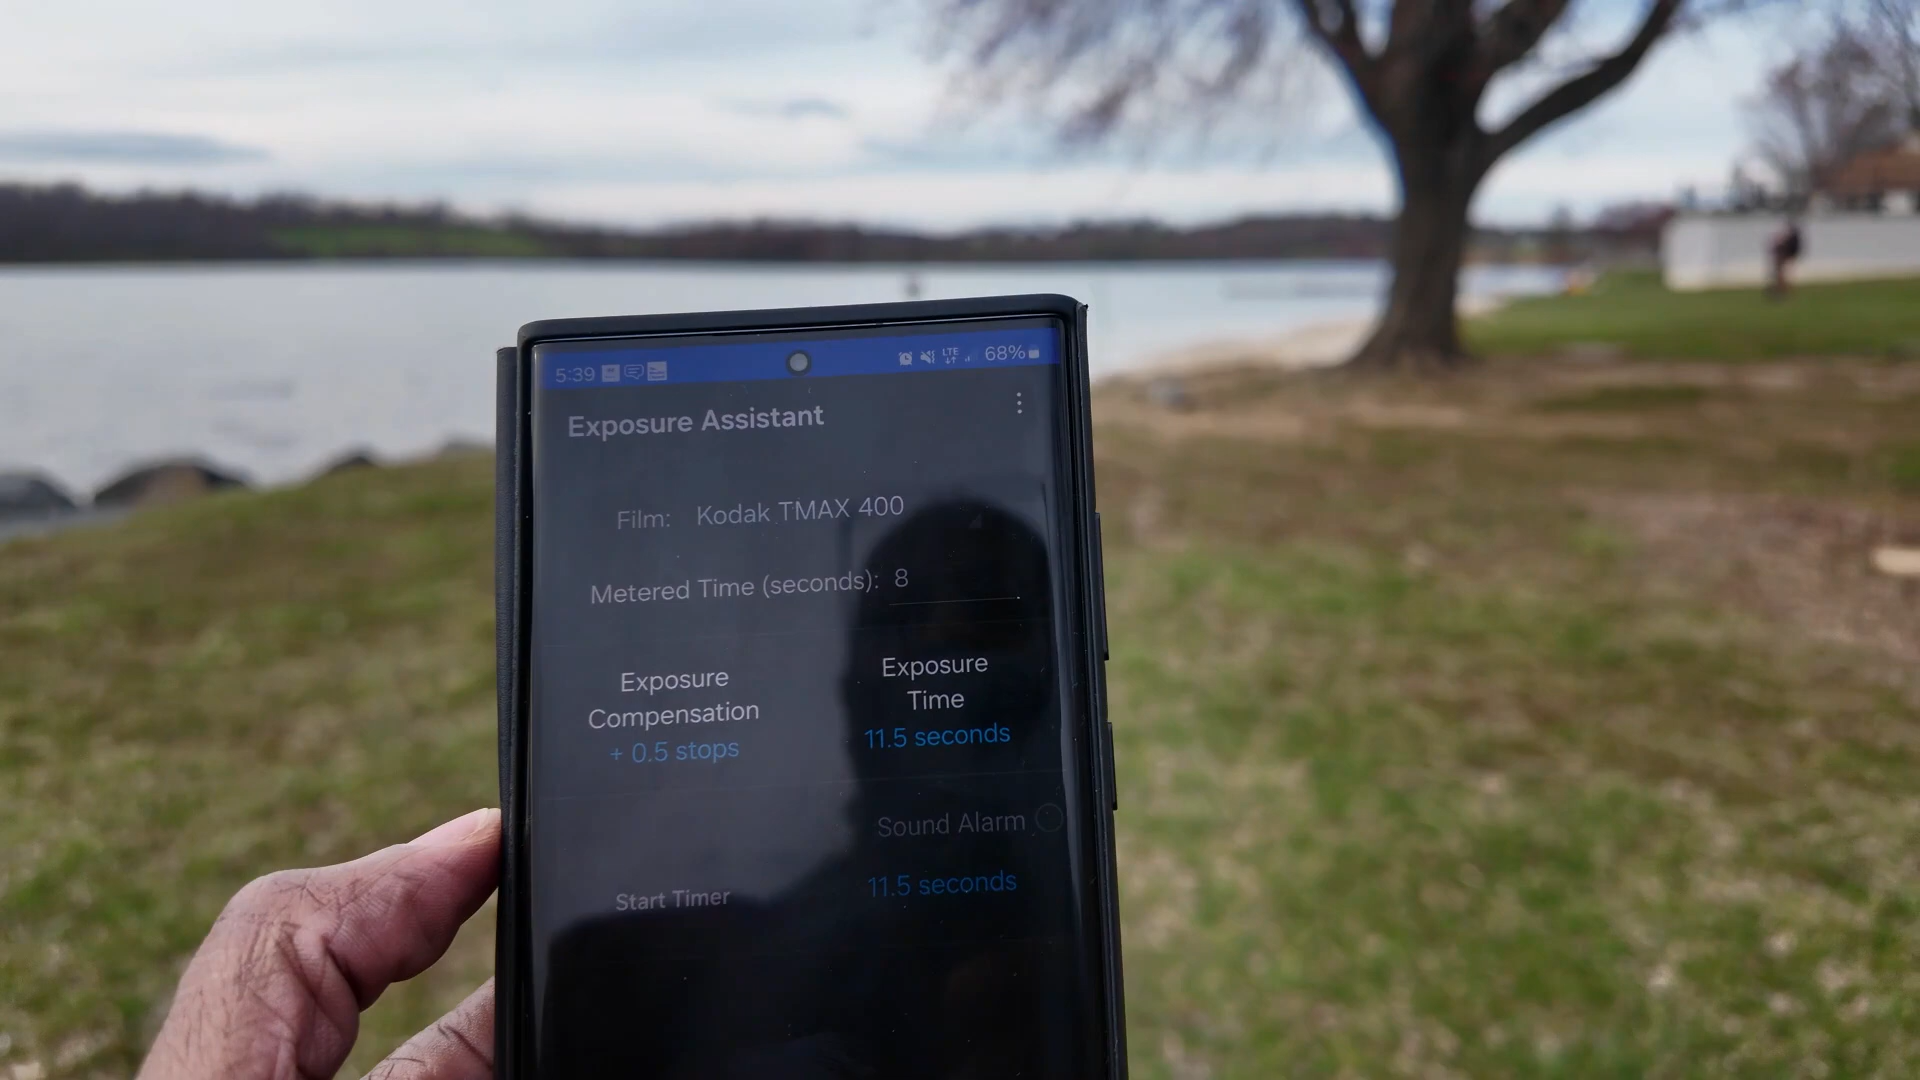 5:39 LTE 68%
Exposure Assistant
Film: Kodak TMAX 400
Metered Time (seconds): 8
Exposure
Compensation
+ 0.5 stops
Exposure
Time
11.5 seconds
Sound Alarm
Start Timer 11.5 seconds